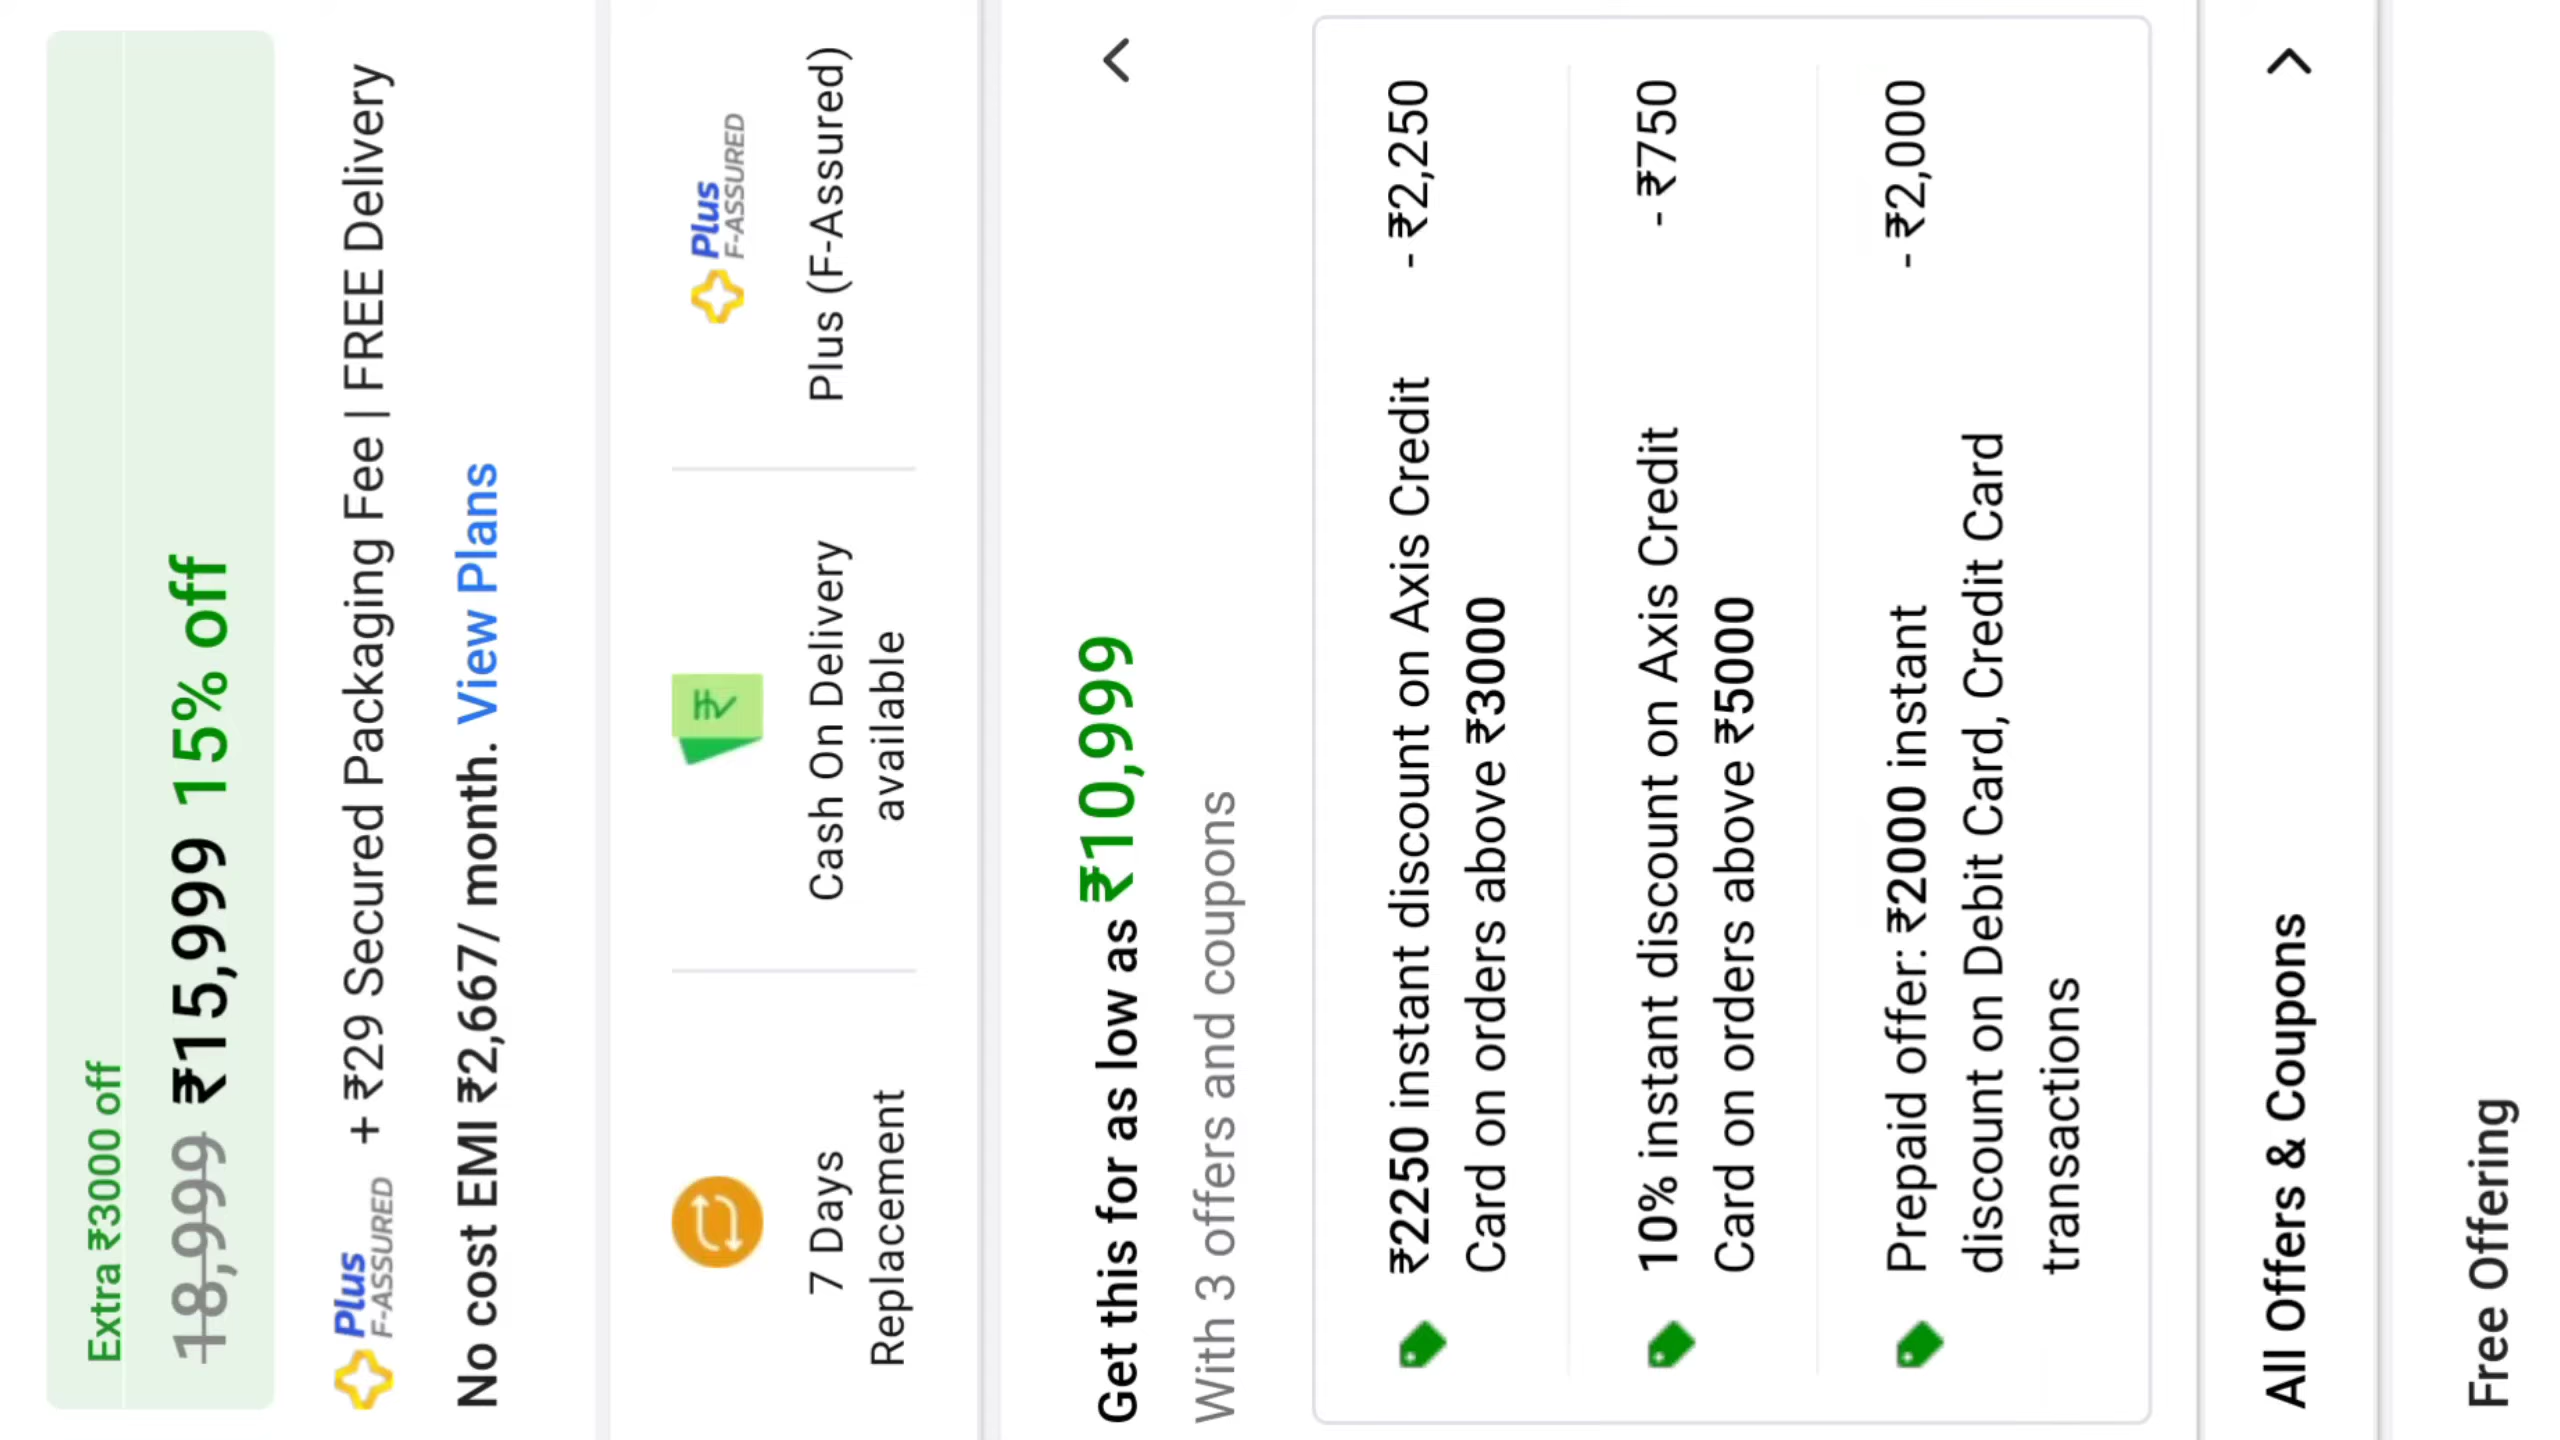 Extra ₹3000 off
18,999 ₹15,999 15% off
Plus F-ASSURED + ₹29 Secured Packaging Fee | FREE Delivery
No cost EMI ₹2,667/ month. View Plans
7 Days
Replacement
Cash On Delivery
available
Plus
F-ASSURED
Plus (F-Assured)
Get this for as low as ₹10,999
With 3 offers and coupons
₹2250 instant discount on Axis Credit - ₹2,250
Card on orders above ₹3000
10% instant discount on Axis Credit - ₹750
Card on orders above ₹5000
Prepaid offer: ₹2000 instant - ₹2,000
discount on Debit Card, Credit Card
transactions
All Offers & Coupons
Free Offering